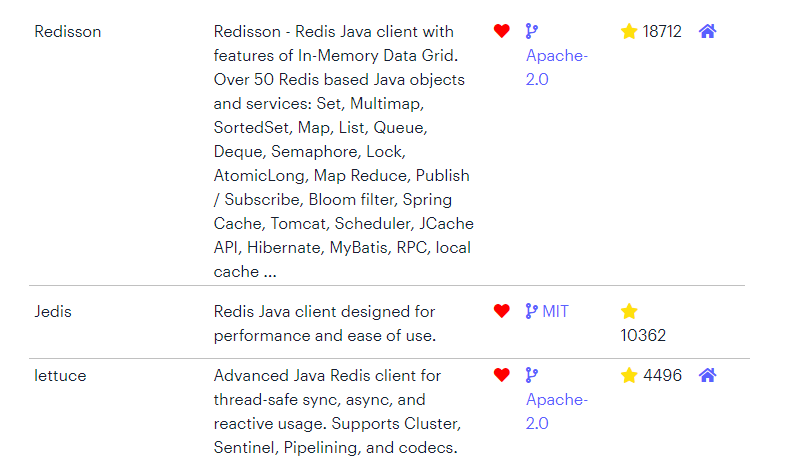 Redisson
Redisson - Redis Java client with
features of In-Memory Data Grid.
Over 50 Redis based Java objects
and services: Set, Multimap,
SortedSet, Map, List, Queue,
Deque, Semaphore, Lock,
AtomicLong, Map Reduce, Publish
/ Subscribe, Bloom filter, Spring
Cache, Tomcat, Scheduler, JCache
API, Hibernate, MyBatis, RPC, local
cache ...
Apache-
2.0
18712
Jedis
Redis Java client designed for
performance and ease of use.
MIT
10362
lettuce
Advanced Java Redis client for
thread-safe sync, async, and
reactive usage. Supports Cluster,
Sentinel, Pipelining, and codecs.
Apache-
2.0
4496